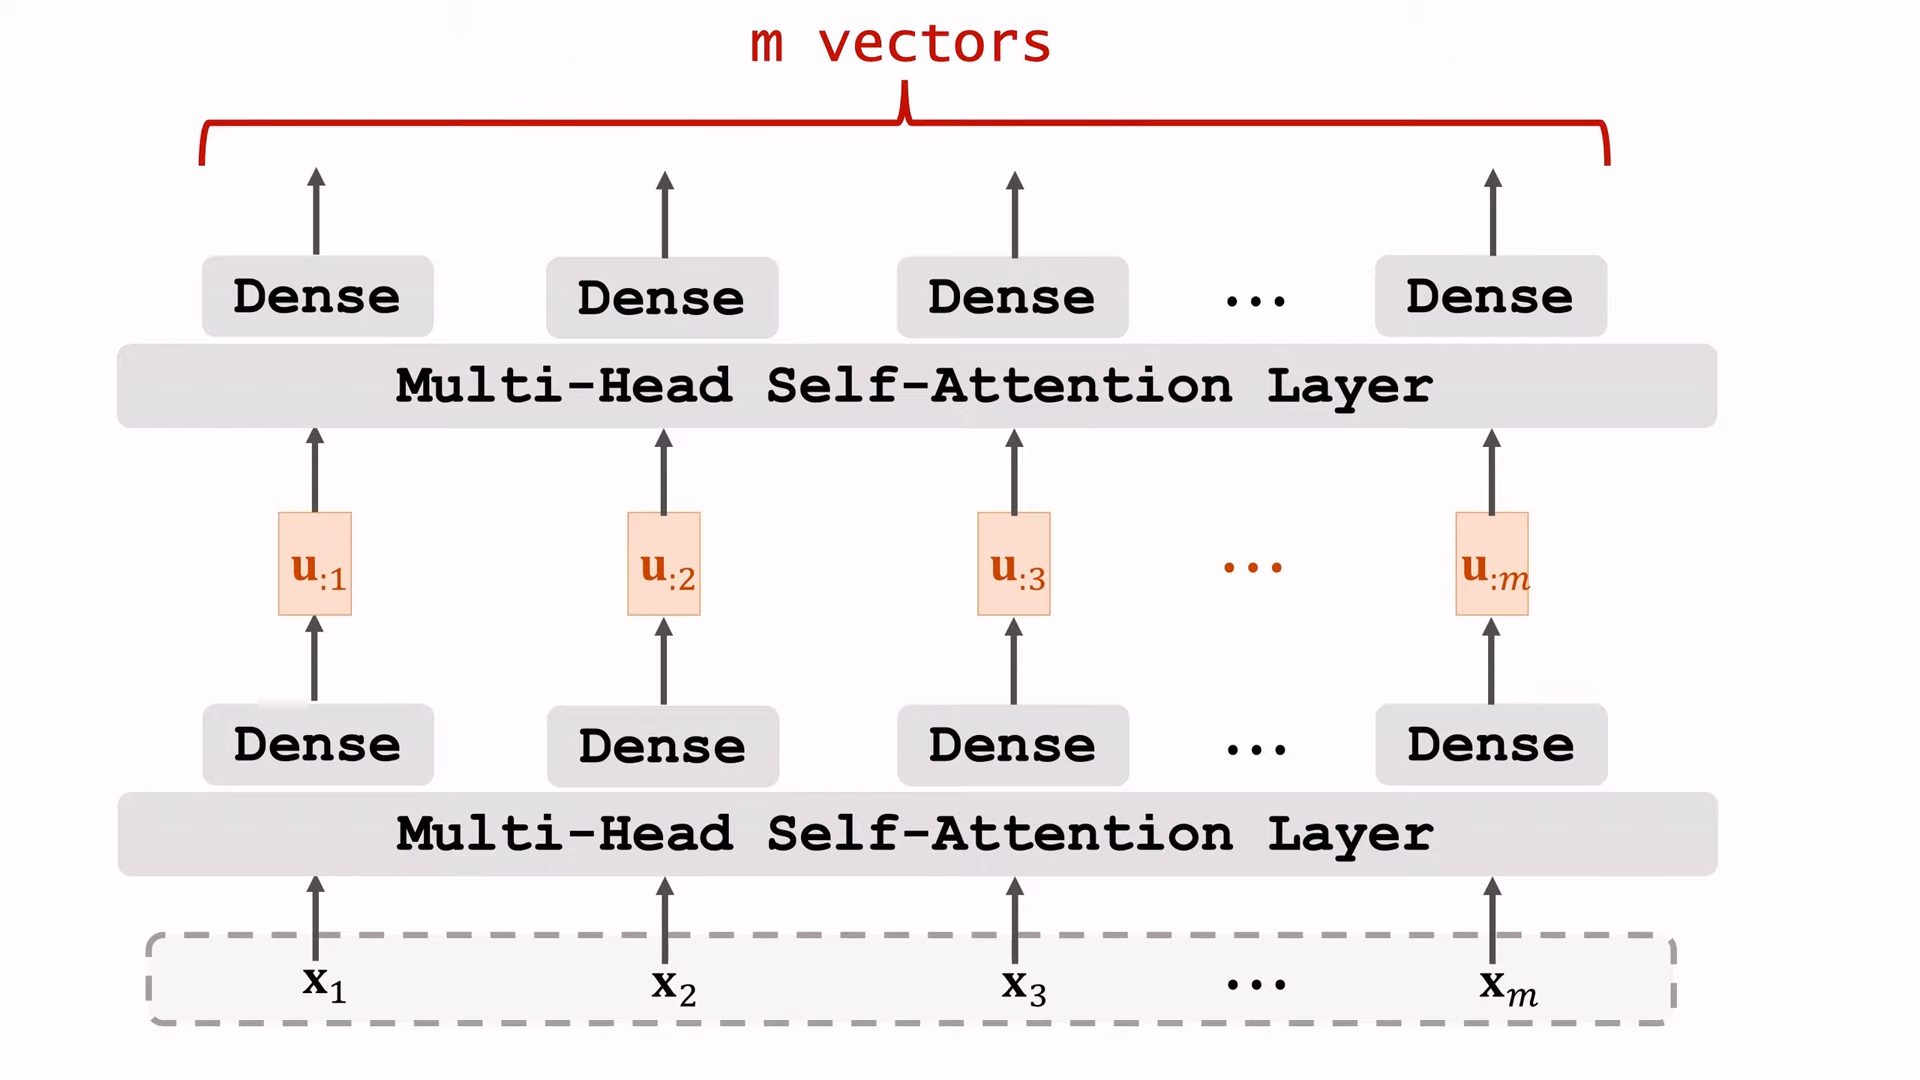 m vectors
Dense Dense Dense ... Dense
Multi-Head Self-Attention Layer
u:1 u:2 u:3 ... u:m
Dense Dense Dense ... Dense
Multi-Head Self-Attention Layer
x1 x2 x3 ... xm